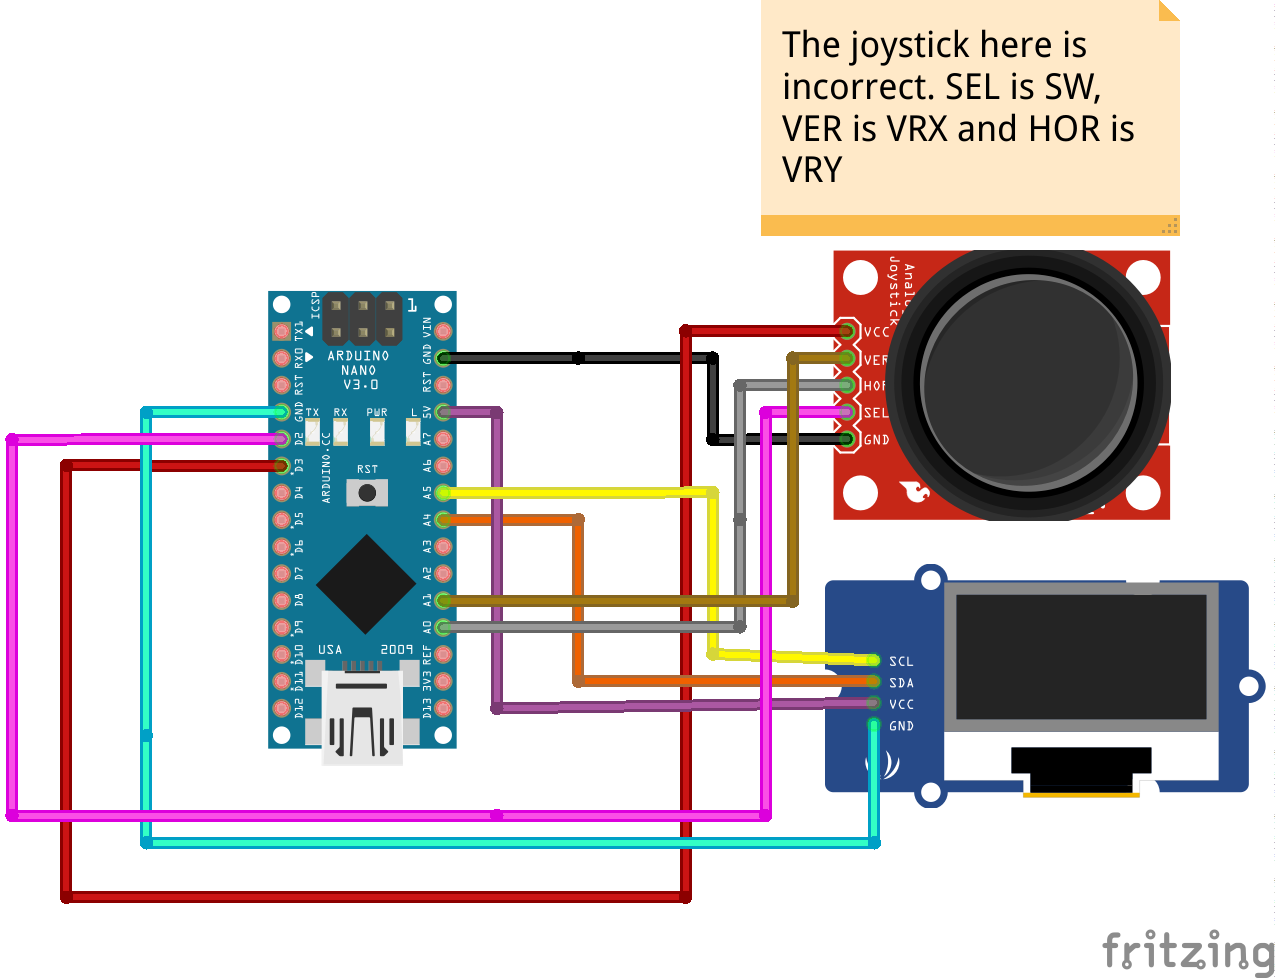 The joystick here is
incorrect. SEL is SW,
VER is VRX and HOR is
VRY
Analog
Joystick
VCC
VER
HOR
SEL
GND
ICSP
1
ARDUINO
NANO
V3.0
TX RX PWR L
RST
ARDUINO.CC
USA 2009
TX1
RX0
RST
GND
D2
D3
D4
D5
D6
D7
D8
D9
D10
D11
D12
VIN
GND
RST
5V
A7
A6
A5
A4
A3
A2
A1
A0
REF
3V3
D13
SCL
SDA
VCC
GND
fritzing